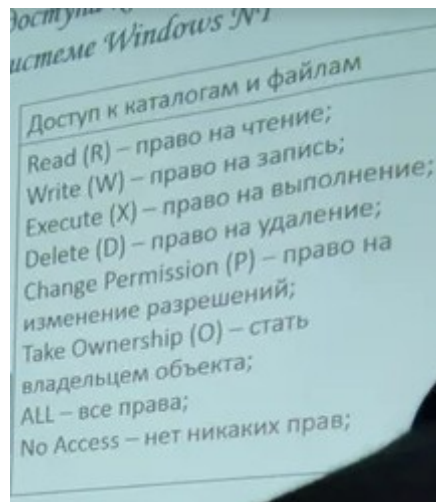 системе Windows NT
Доступ к каталогам и файлам
Read (R) – право на чтение;
Write (W) – право на запись;
Execute (X) – право на выполнение;
Delete (D) – право на удаление;
Change Permission (P) – право на
изменение разрешений;
Take Ownership (O) – стать
владельцем объекта;
ALL – все права;
No Access – нет никаких прав;